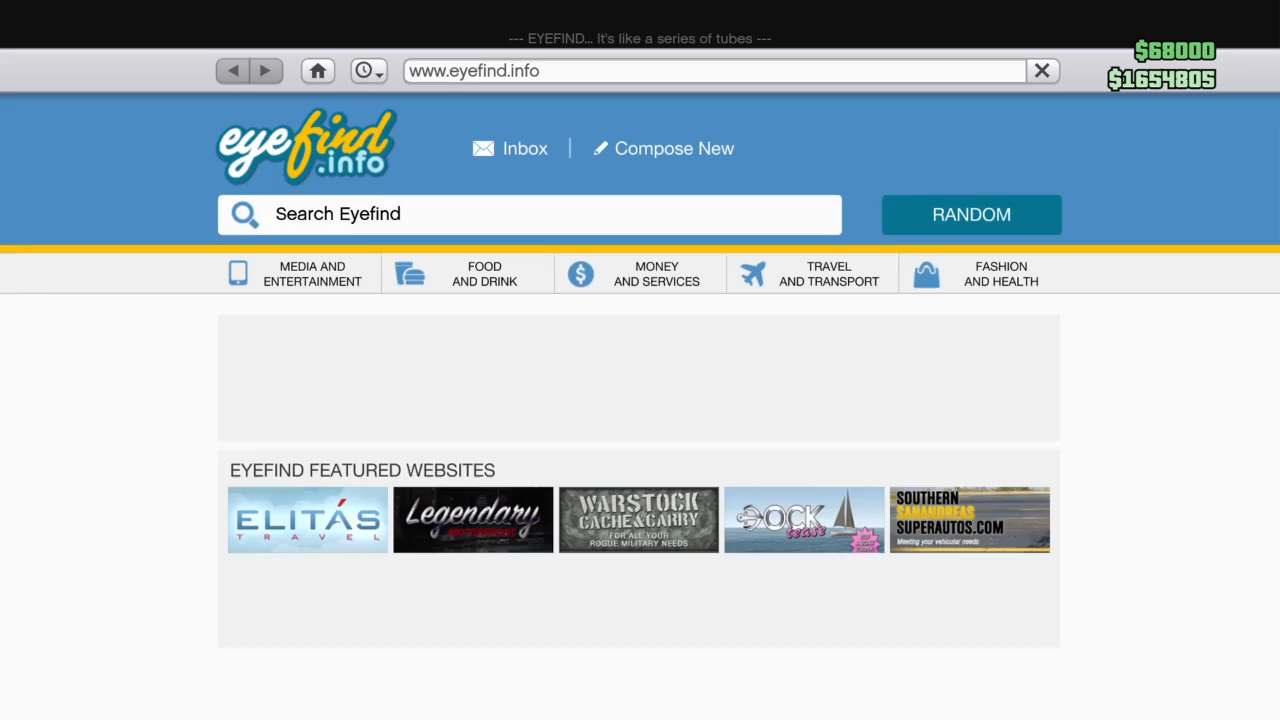 --- EYEFIND... It's like a series of tubes ---
$68000
www.eyefind.info
$1654805
eyefind
.info
Inbox
Compose New
Search Eyefind
RANDOM
MEDIA AND
ENTERTAINMENT
FOOD
AND DRINK
MONEY
AND SERVICES
TRAVEL
AND TRANSPORT
FASHION
AND HEALTH
EYEFIND FEATURED WEBSITES
ELITÁS
TRAVEL
Legendary
MOTORSPORT
WARSTOCK
CACHE&CARRY
FOR ALL YOUR
ROGUE MILITARY NEEDS
DOCK
tease
SOUTHERN
SANANDREAS
SUPERAUTOS.COM
Meeting your vehicular needs